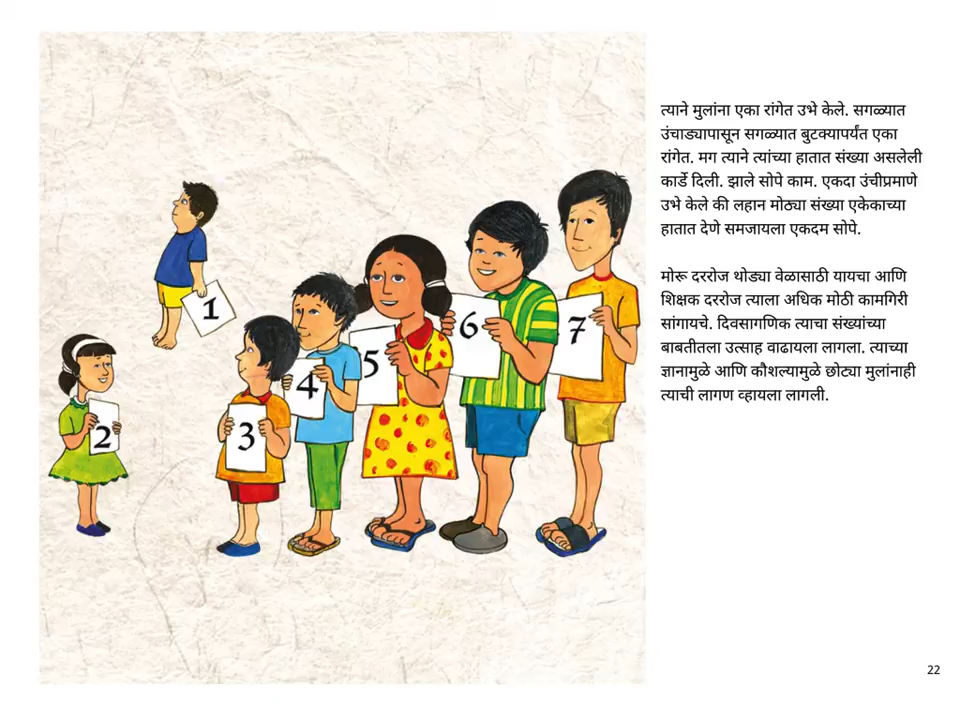 त्याने मुलांना एका रांगेत उभे केले. सगळ्यात
उंचाड्यापासून सगळ्यात बुटक्यापर्यंत एका
रांगेत. मग त्याने त्यांच्या हातात संख्या असलेली
कार्डे दिली. झाले सोपे काम. एकदा उंचीप्रमाणे
उभे केले की लहान मोठ्या संख्या एकेकाच्या
हातात देणे समजायला एकदम सोपे.
मोरू दररोज थोड्या वेळासाठी यायचा आणि
शिक्षक दररोज त्याला अधिक मोठी कामगिरी
सांगायचे. दिवसागणिक त्याचा संख्यांच्या
बाबतीतला उत्साह वाढायला लागला. त्याच्या
ज्ञानामुळे आणि कौशल्यामुळे छोट्या मुलांनाही
त्याची लागण व्हायला लागली.
1
2
3
4
5
6
7
22